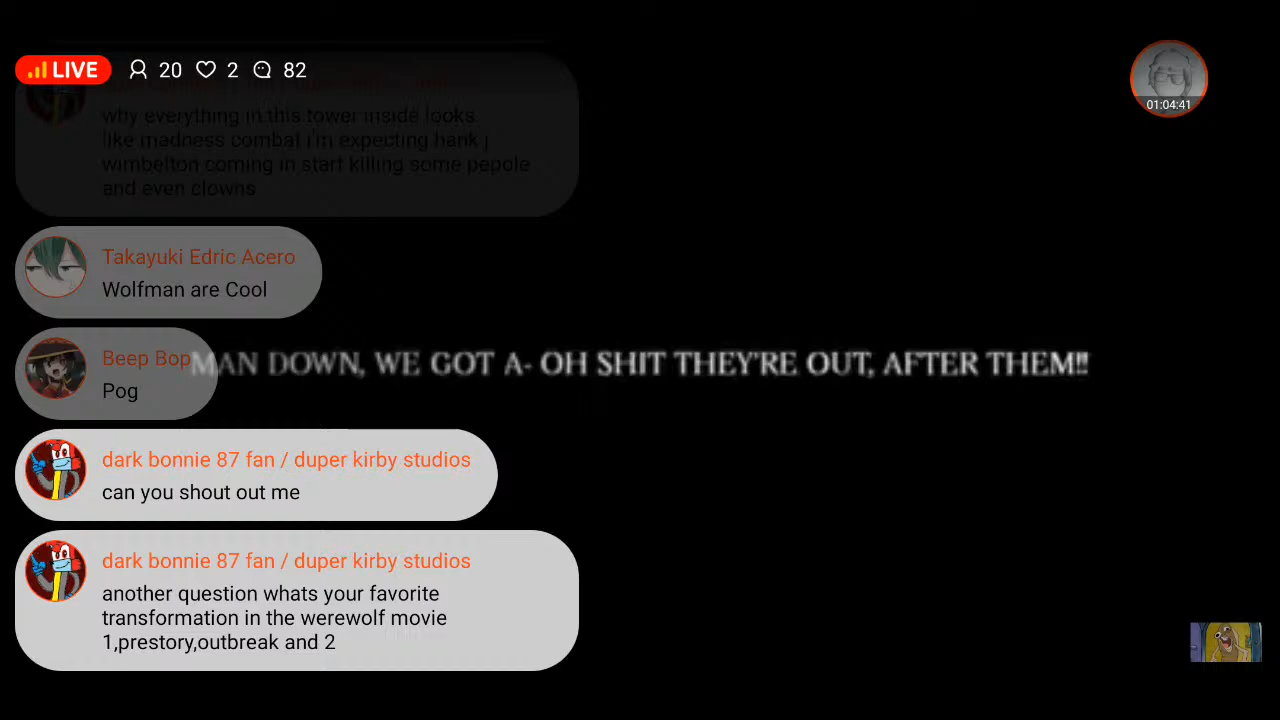 LIVE 20 2 82
01:04:41
why everything in this tower inside looks
like madness combat i'm expecting hank j
wimbelton coming in start killing some pepole
and even clowns
Takayuki Edric Acero
Wolfman are Cool
Beep Bop
Pog
MAN DOWN, WE GOT A- OH SHIT THEY'RE OUT, AFTER THEM!!
dark bonnie 87 fan / duper kirby studios
can you shout out me
dark bonnie 87 fan / duper kirby studios
another question whats your favorite
transformation in the werewolf movie
1,prestory,outbreak and 2